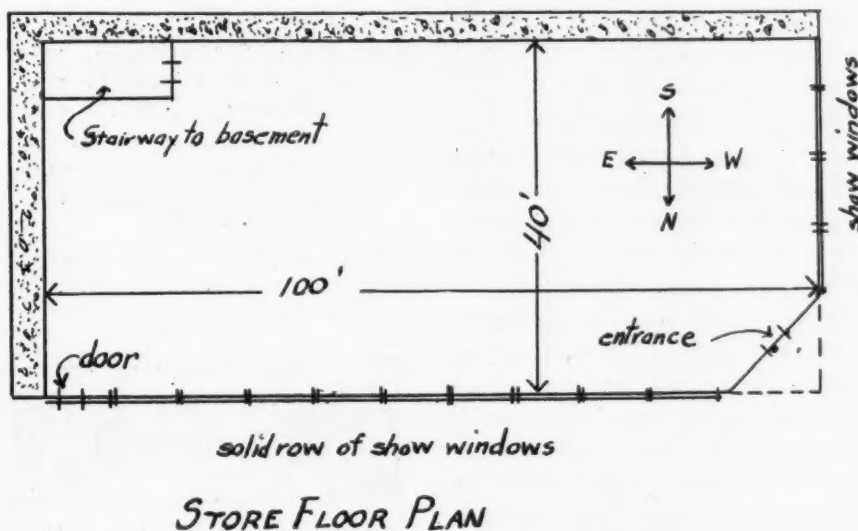 Stairway to basement
S
E W
N
show windows
40'
100'
entrance
door
solid row of show windows
STORE FLOOR PLAN